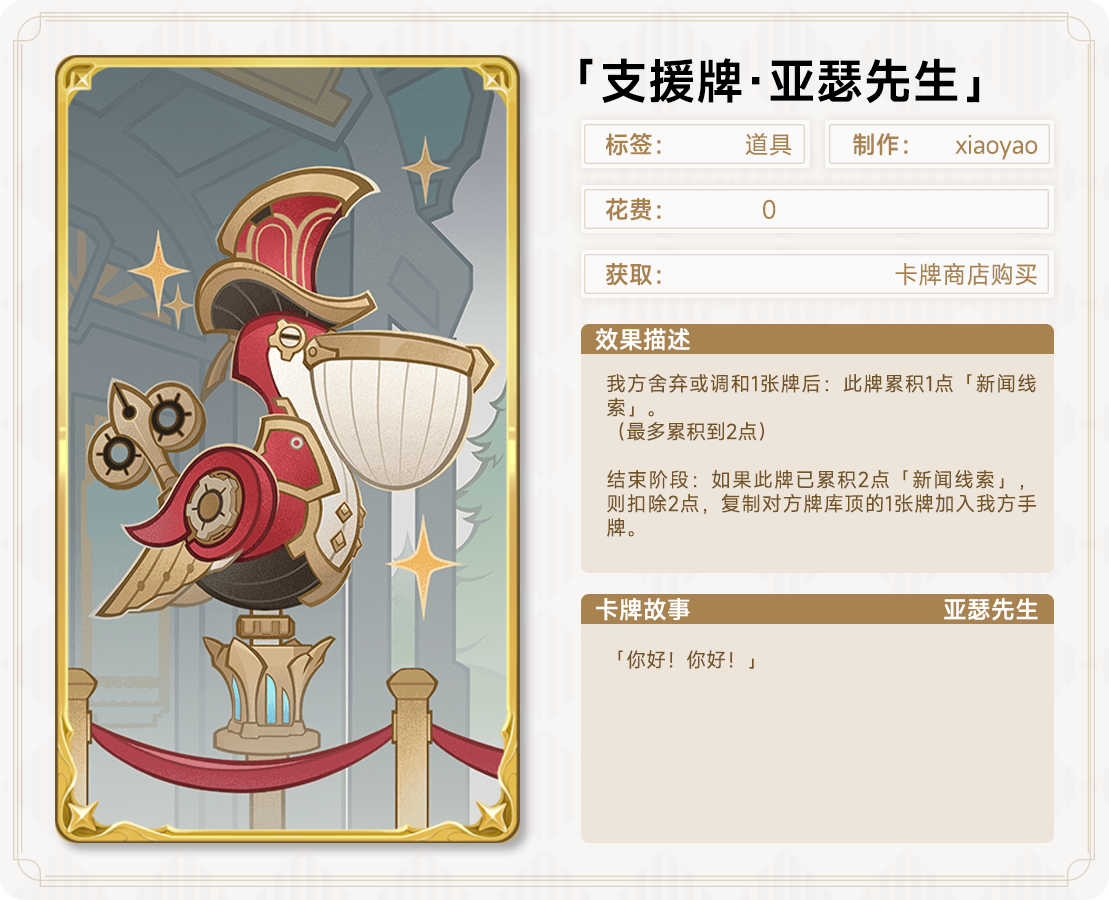 「支援牌·亚瑟先生」
标签： 道具 制作： xiaoyao
花费： 0
获取： 卡牌商店购买
效果描述
我方舍弃或调和1张牌后：此牌累积1点「新闻线
索」。
（最多累积到2点）
结束阶段：如果此牌已累积2点「新闻线索」，
则扣除2点，复制对方牌库顶的1张牌加入我方手
牌。
卡牌故事 亚瑟先生
「你好！你好！」